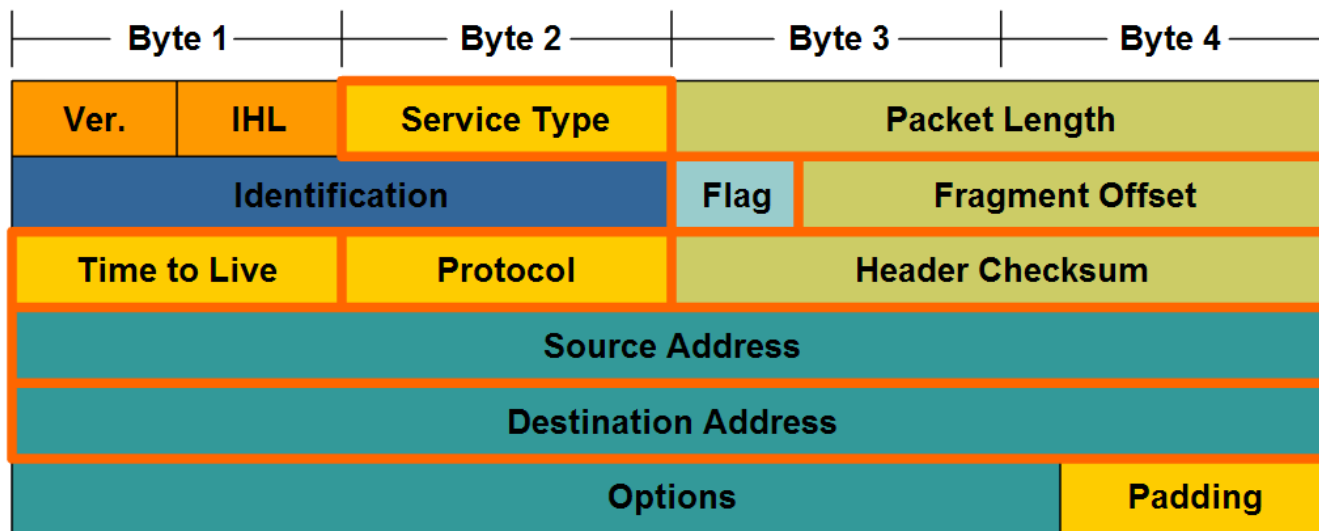 Byte 1 Byte 2 Byte 3 Byte 4
Ver. IHL Service Type Packet Length
Identification Flag Fragment Offset
Time to Live Protocol Header Checksum
Source Address
Destination Address
Options Padding